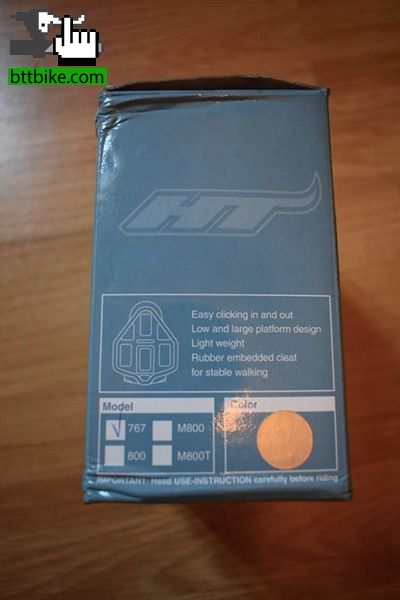 bttbike.com
HT
Easy clicking in and out
Low and large platform design
Light weight
Rubber embedded cleat
for stable walking
Model
767
M800
800
M800T
Color
IMPORTANT: Read USE-INSTRUCTION carefully before riding